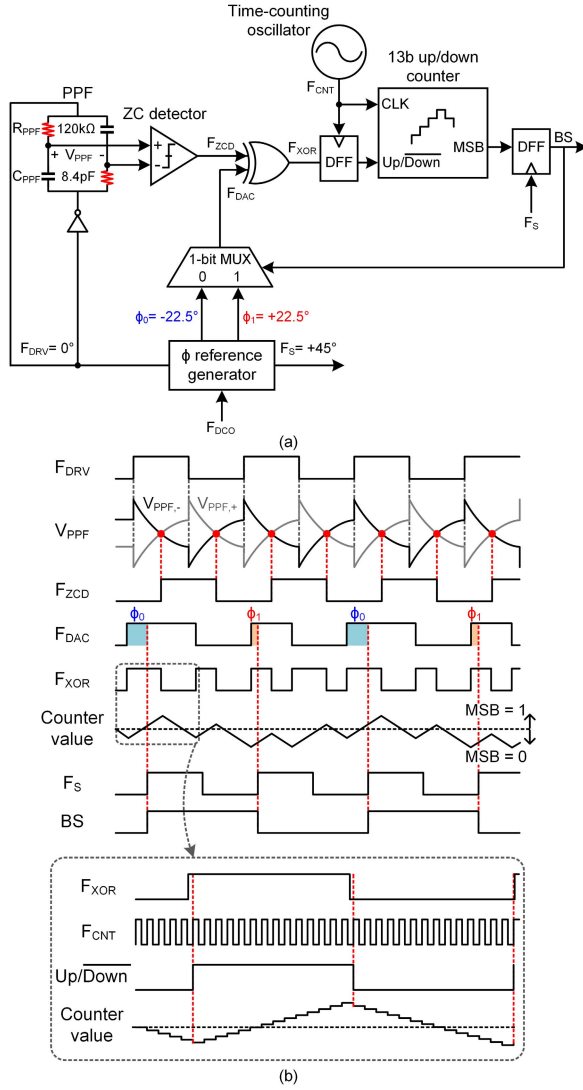 Time-counting
oscillator
13b up/down
counter
PPF
ZC detector
F_CNT
CLK
R_PPF
120kΩ
+ V_PPF -
C_PPF
8.4pF
+
-
F_ZCD
F_DAC
F_XOR
DFF
Up/Down
MSB
DFF
BS
F_S
1-bit MUX
0 1
ϕ₀= -22.5°
ϕ₁= +22.5°
F_DRV= 0°
ϕ reference
generator
F_S= +45°
F_DCO
(a)
F_DRV
V_PPF,-
V_PPF,+
V_PPF
F_ZCD
ϕ₀ ϕ₁ ϕ₀ ϕ₁
F_DAC
F_XOR
Counter
value
MSB = 1
MSB = 0
F_S
BS
F_XOR
F_CNT
Up/Down
Counter
value
(b)